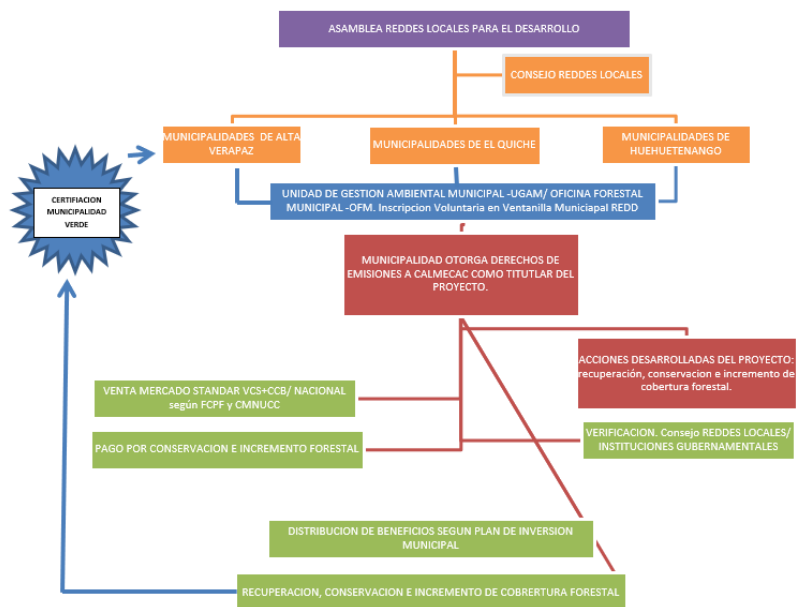 ASAMBLEA REDDES LOCALES PARA EL DESARROLLO
CONSEJO REDDES LOCALES
MUNICIPALIDADES DE ALTA
VERAPAZ
MUNICIPALIDADES DE EL QUICHE
MUNICIPALIDADES DE
HUEHUETENANGO
CERTIFIACION
MUNICIPALIDAD
VERDE
UNIDAD DE GESTION AMBIENTAL MUNICIPAL -UGAM/ OFICINA FORESTAL
MUNICIPAL -OFM. Inscripcion Voluntaria en Ventanilla Municiapal REDD
MUNICIPALIDAD OTORGA DERECHOS DE
EMISIONES A CALMECAC COMO TITUTLAR DEL
PROYECTO.
ACCIONES DESARROLLADAS DEL PROYECTO:
recuperación, conservacion e incremento de
cobertura forestal.
VENTA MERCADO STANDAR VCS+CCB/ NACIONAL
según FCPF y CMNUCC
PAGO POR CONSERVACION E INCREMENTO FORESTAL
VERIFICACION. Consejo REDDES LOCALES/
INSTITUCIONES GUBERNAMENTALES
DISTRIBUCION DE BENEFICIOS SEGUN PLAN DE INVERSION
MUNICIPAL
RECUPERACION, CONSERVACION E INCREMENTO DE COBRERTURA FORESTAL